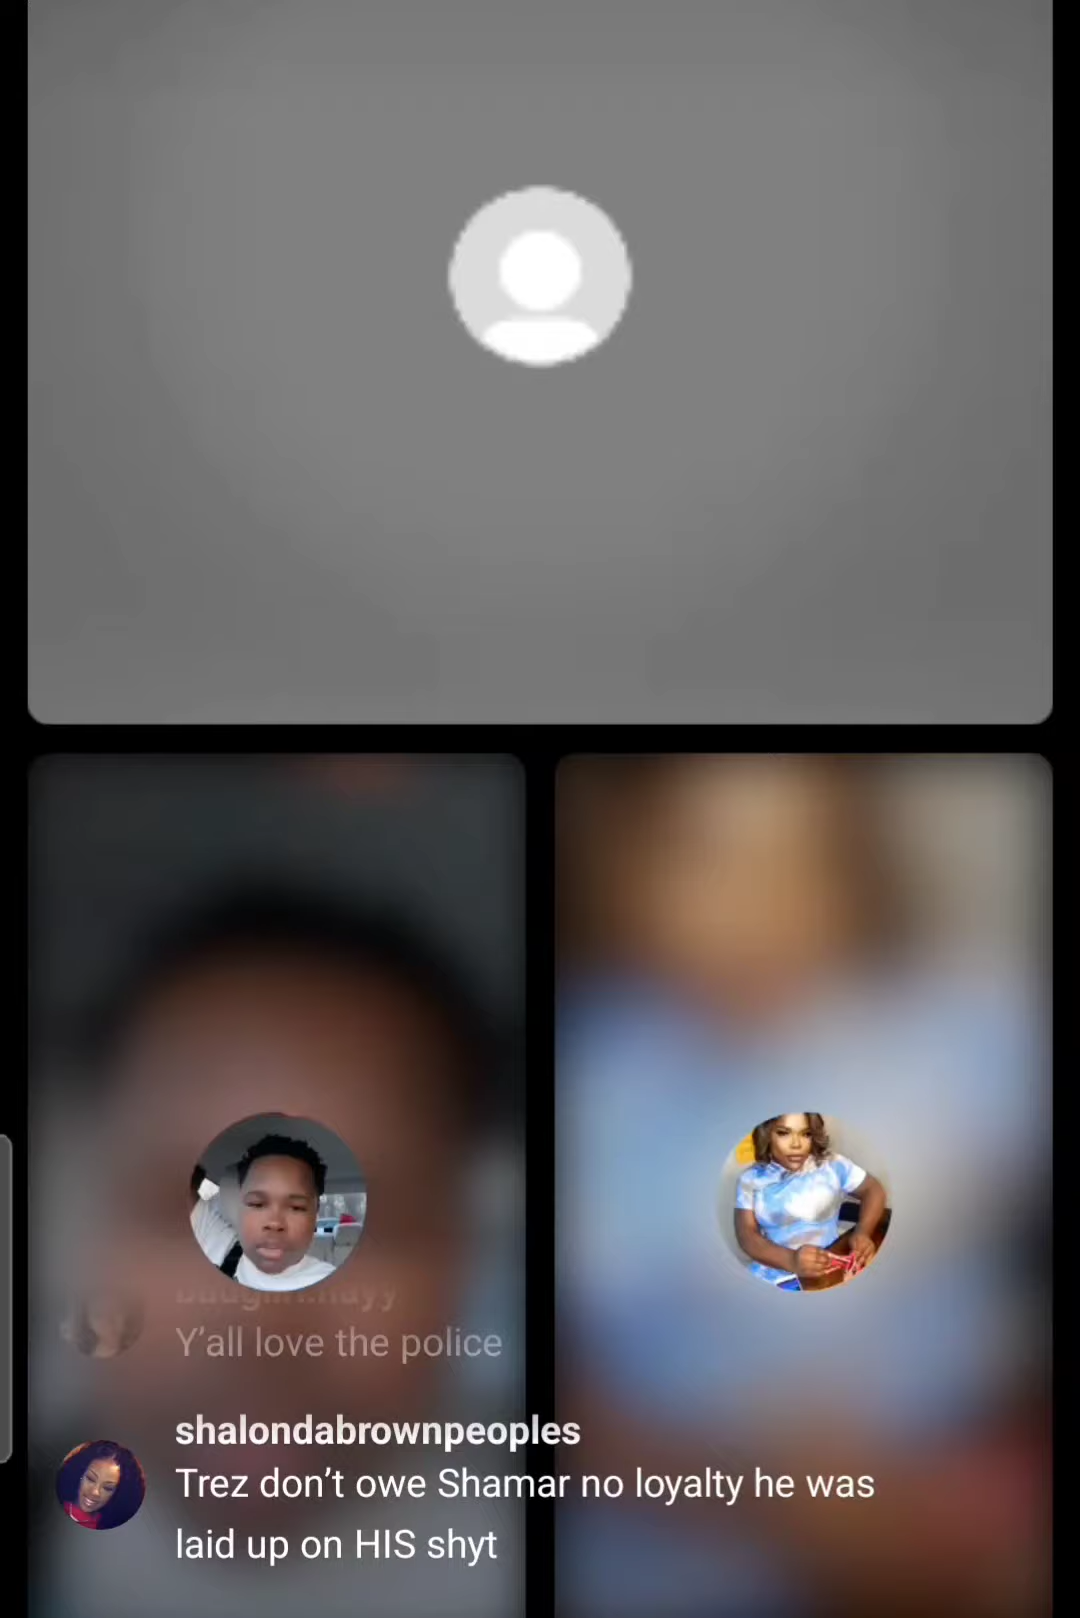 Y'all love the police
shalondabrownpeoples
Trez don't owe Shamar no loyalty he was
laid up on HIS shyt